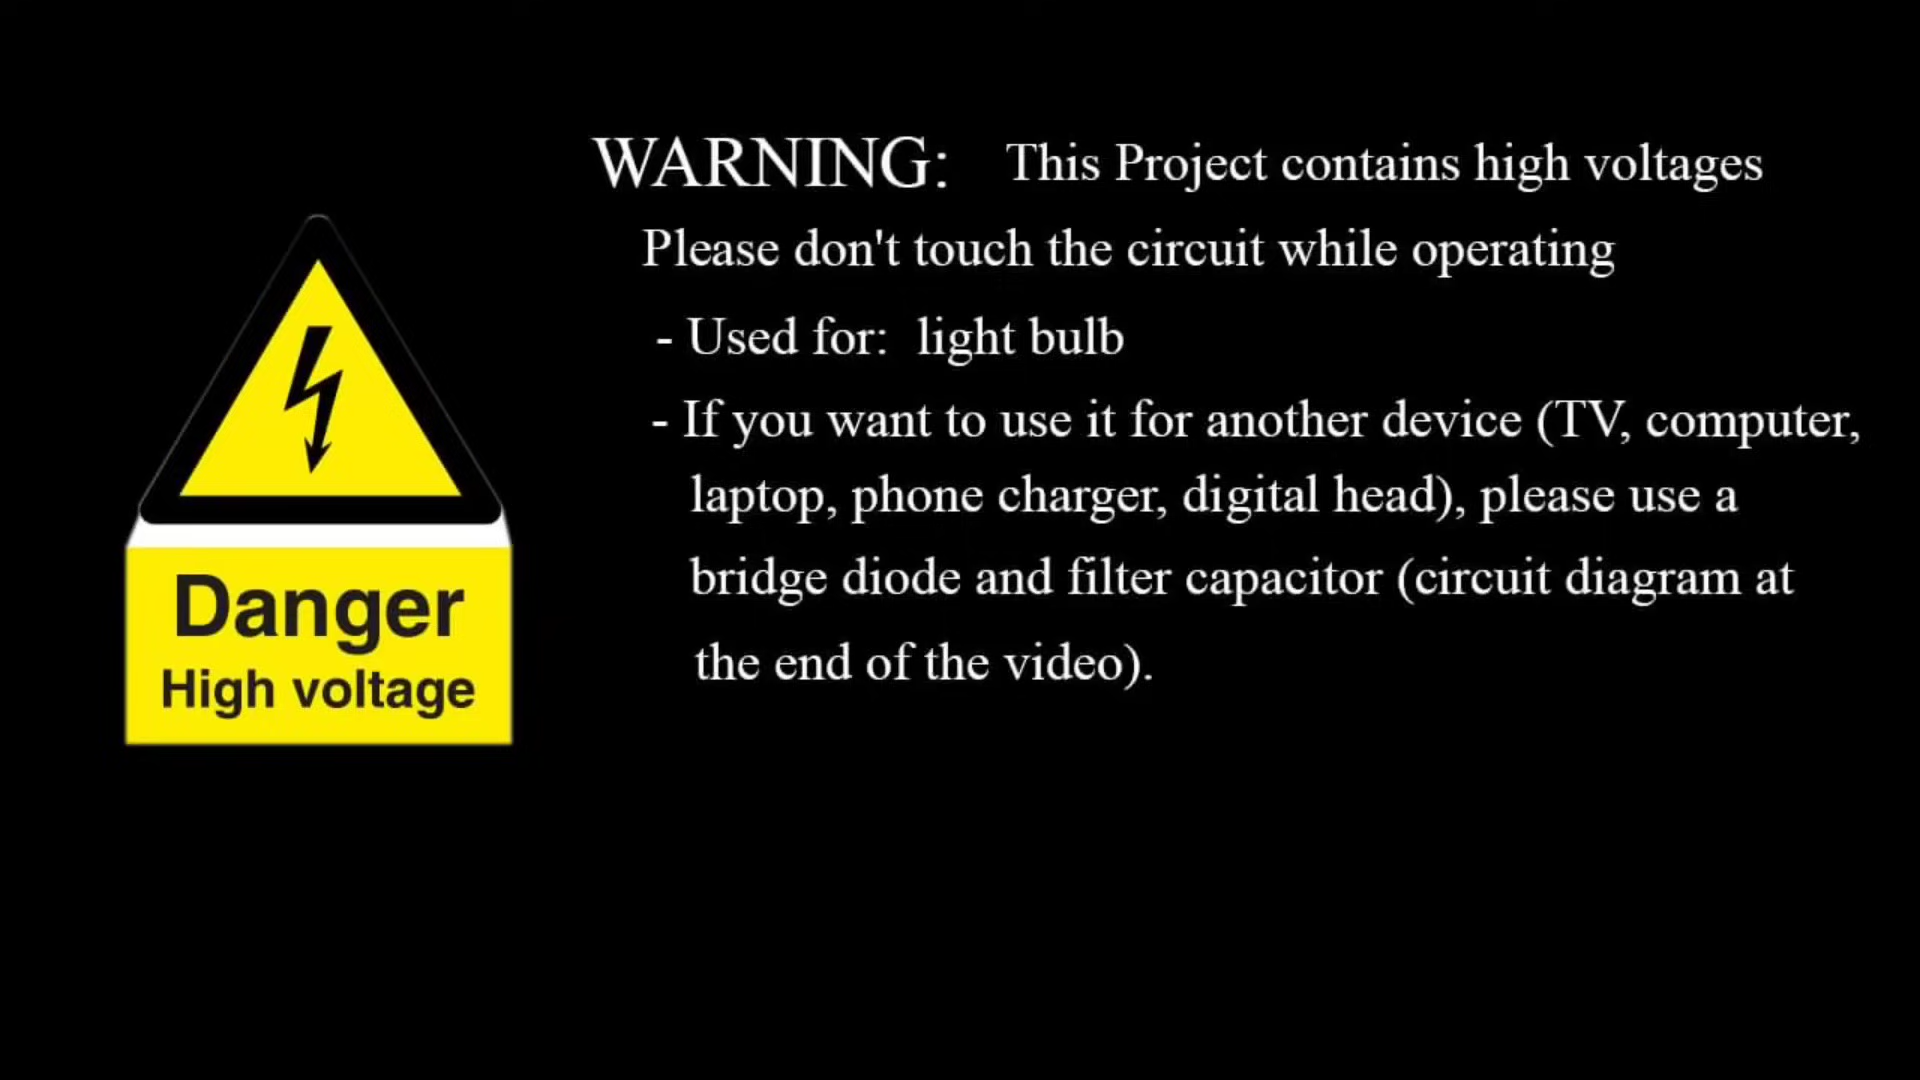 WARNING: This Project contains high voltages
Please don't touch the circuit while operating
- Used for: light bulb
- If you want to use it for another device (TV, computer,
laptop, phone charger, digital head), please use a
bridge diode and filter capacitor (circuit diagram at
the end of the video).
Danger
High voltage